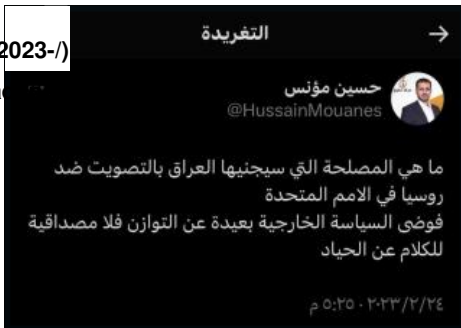 التغريدة
2023-/)
حسين مؤنس
@HussainMouanes
ما هي المصلحة التي سيجنيها العراق بالتصويت ضد
روسيا في الامم المتحدة
فوضى السياسة الخارجية بعيدة عن التوازن فلا مصداقية
للكلام عن الحياد
٢٠٢٣/٢/٢٤ · ٥:٢٥ م